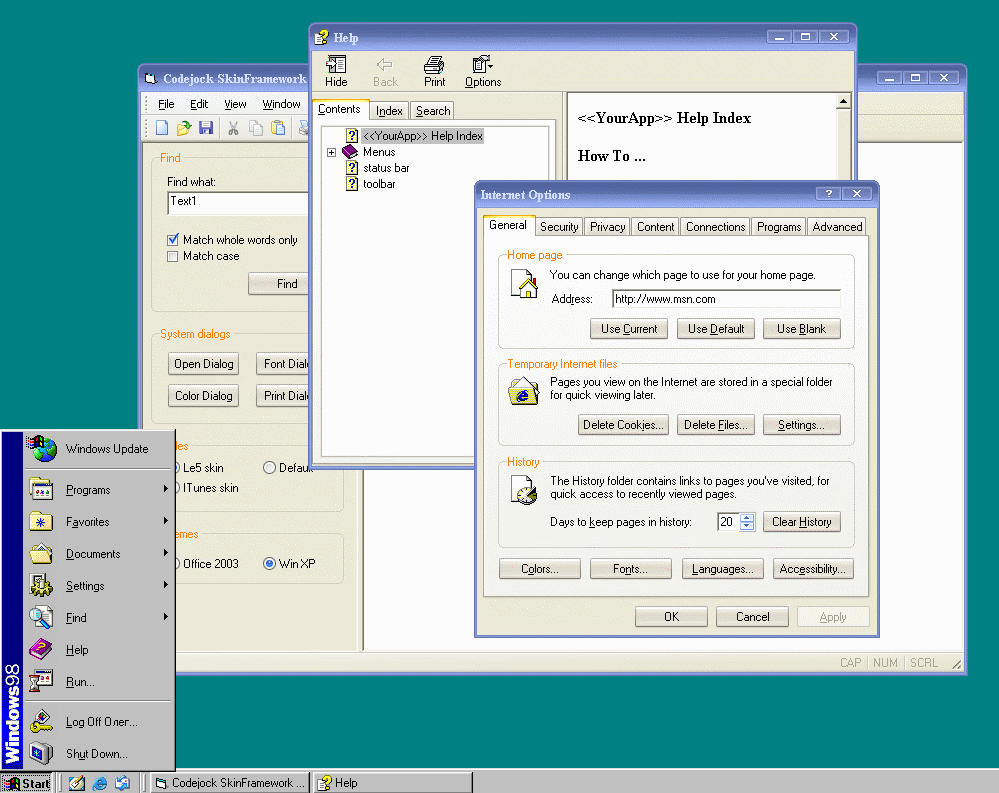 Help
Hide
Back
Print
Options
Contents
Index
Search
<<YourApp>> Help Index
Menus
status bar
toolbar
<<YourApp>> Help Index
How To ...
Codejock SkinFramework
File Edit View Window
Find
Find what:
Text1
Match whole words only
Match case
Find
System dialogs
Open Dialog
Color Dialog
Le5 skin
ITunes skin
Office 2003
Win XP
CAP NUM SCRL
Internet Options
General Security Privacy Content Connections Programs Advanced
Home page
You can change which page to use for your home page.
Address: http://www.msn.com
Use Current Use Default Use Blank
Temporary Internet files
Pages you view on the Internet are stored in a special folder
for quick viewing later.
Delete Cookies... Delete Files... Settings...
History
The History folder contains links to pages you've visited, for
quick access to recently viewed pages.
Days to keep pages in history: 20 Clear History
Colors... Fonts... Languages... Accessibility...
OK Cancel Apply
Windows Update
Programs
Favorites
Documents
Settings
Find
Help
Run...
Log Off Олег...
Shut Down...
Windows98
Start
Codejock SkinFramework ...
Help